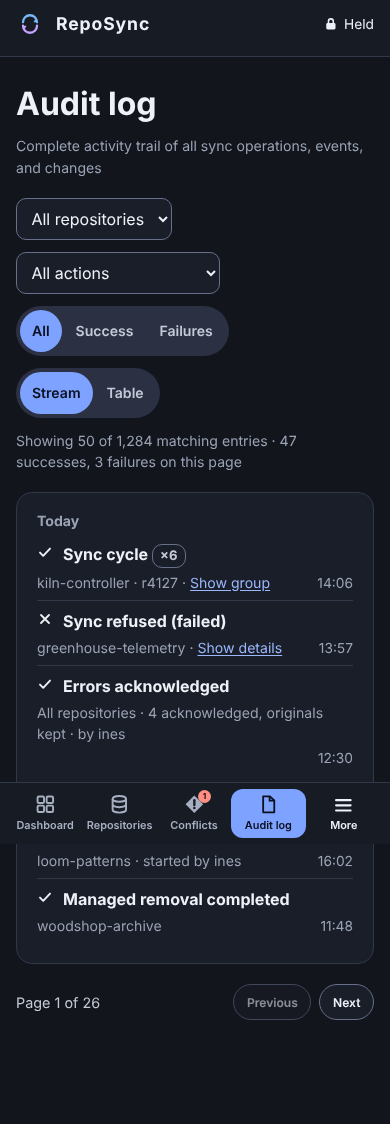 RepoSync
Held
Audit log
Complete activity trail of all sync operations, events,
and changes
All repositories
All actions
All Success Failures
Stream Table
Showing 50 of 1,284 matching entries · 47
successes, 3 failures on this page
Today
Sync cycle ×6
kiln-controller · r4127 · Show group 14:06
Sync refused (failed)
greenhouse-telemetry · Show details 13:57
Errors acknowledged
All repositories · 4 acknowledged, originals
kept · by ines
12:30
1
Dashboard Repositories Conflicts Audit log More
loom-patterns · started by ines 16:02
Managed removal completed
woodshop-archive 11:48
Page 1 of 26 Previous Next